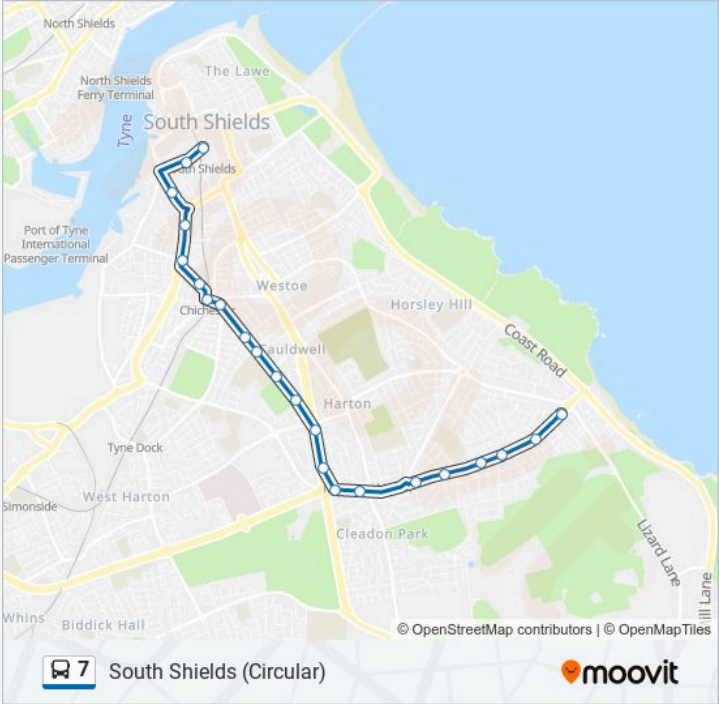 North Shields
The Lawe
North Shields
Ferry Terminal
Tyne
South Shields
Shields
Port of Tyne
International
Passenger Terminal
Westoe
Horsley Hill
Coast Road
Harton
Tyne Dock
West Harton
Simonside
Cleadon Park
Lizard Lane
Lane
Whins
Biddick Hall
© OpenStreetMap contributors | © OpenMapTiles
7
South Shields (Circular)
moovit